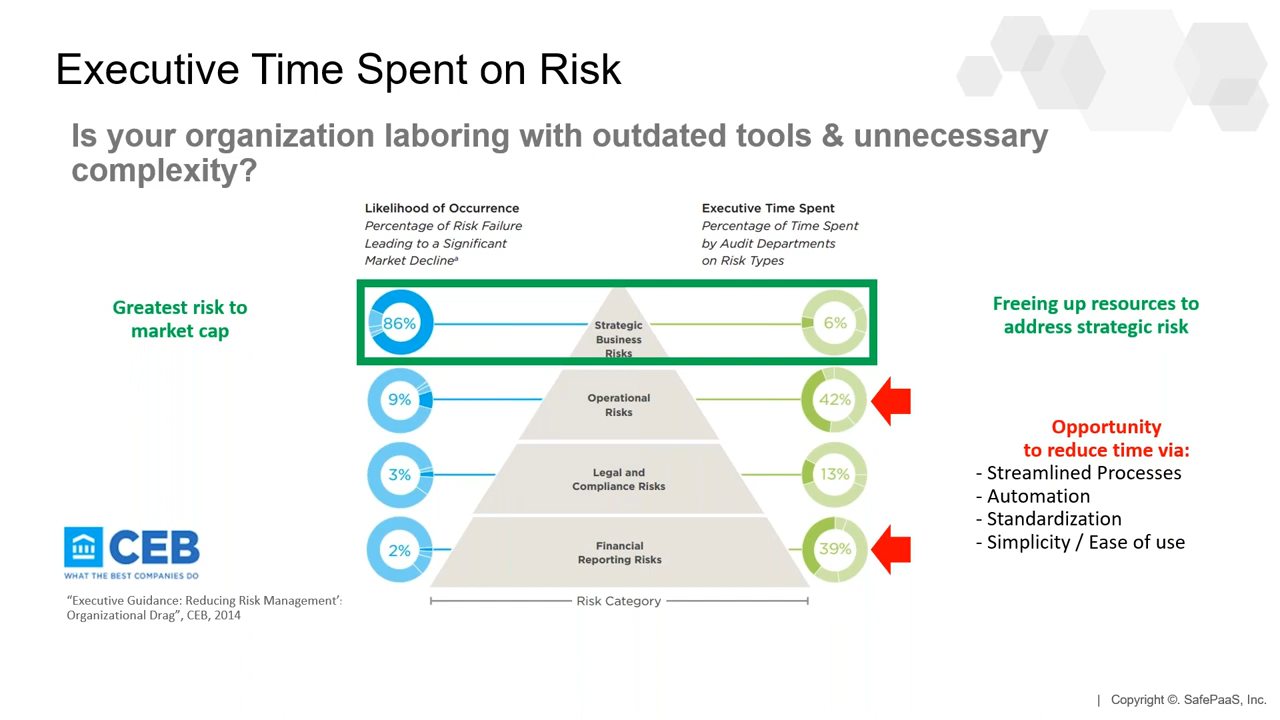 Executive Time Spent on Risk
Is your organization laboring with outdated tools & unnecessary
complexity?
Likelihood of Occurrence
Percentage of Risk Failure
Leading to a Significant
Market Declineª
Executive Time Spent
Percentage of Time Spent
by Audit Departments
on Risk Types
Greatest risk to
market cap
86%
Strategic
Business
Risks
6%
Freeing up resources to
address strategic risk
9%
Operational
Risks
42%
3%
Legal and
Compliance Risks
13%
2%
Financial
Reporting Risks
39%
Risk Category
Opportunity
to reduce time via:
- Streamlined Processes
- Automation
- Standardization
- Simplicity / Ease of use
CEB
WHAT THE BEST COMPANIES DO
“Executive Guidance: Reducing Risk Management’s
Organizational Drag”, CEB, 2014
| Copyright ©. SafePaaS, Inc.